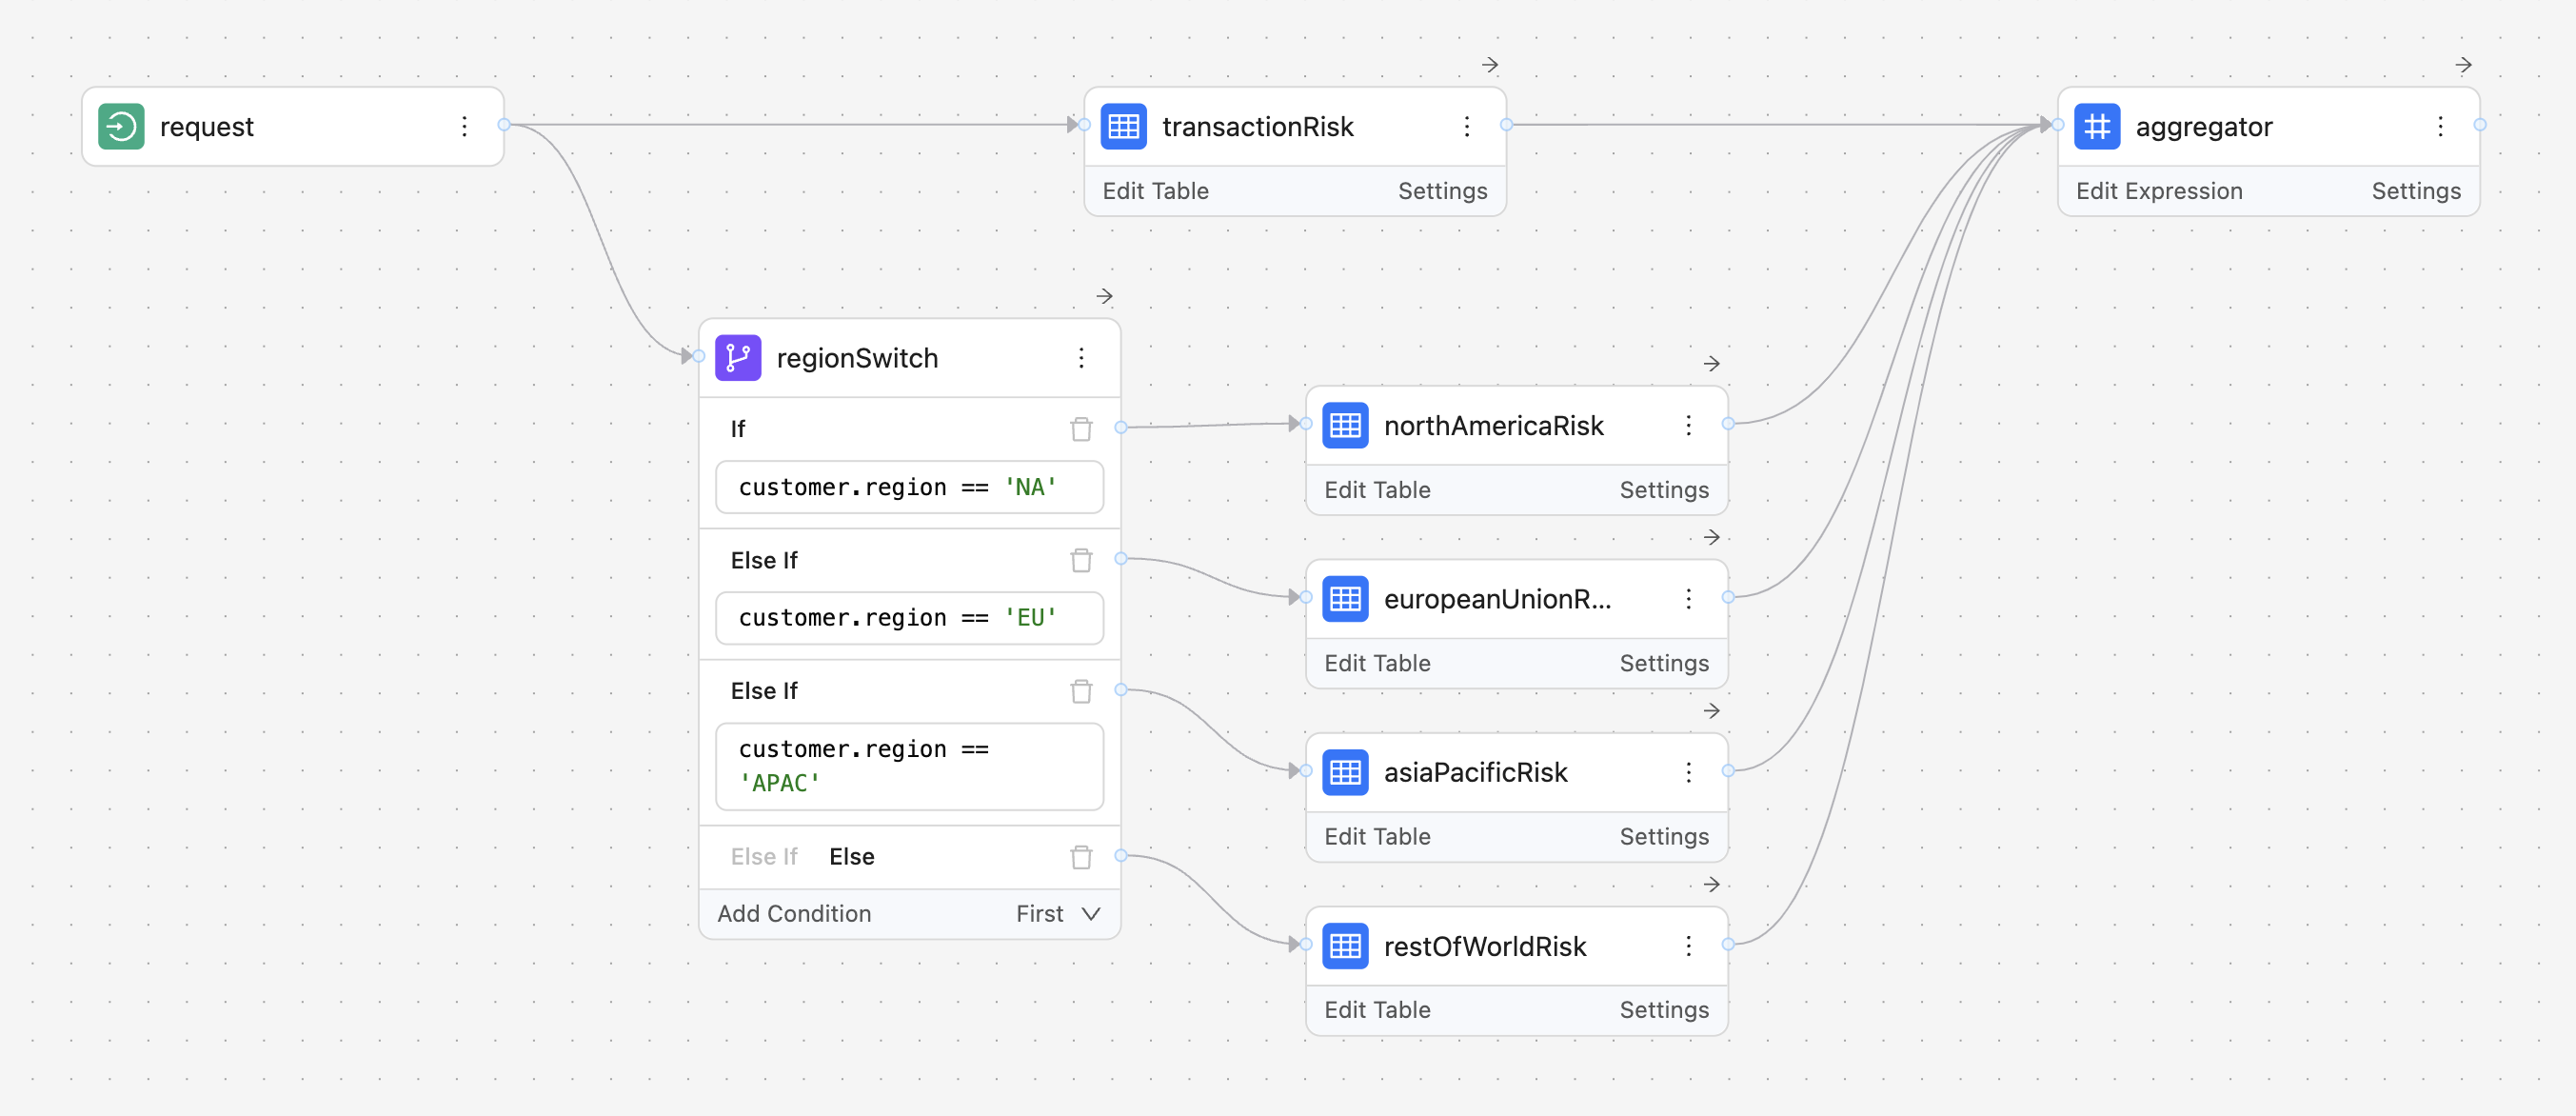 request
transactionRisk
Edit Table Settings
aggregator
Edit Expression Settings
regionSwitch
If
customer.region == 'NA'
Else If
customer.region == 'EU'
Else If
customer.region ==
'APAC'
Else If Else
Add Condition First
northAmericaRisk
Edit Table Settings
europeanUnionR...
Edit Table Settings
asiaPacificRisk
Edit Table Settings
restOfWorldRisk
Edit Table Settings